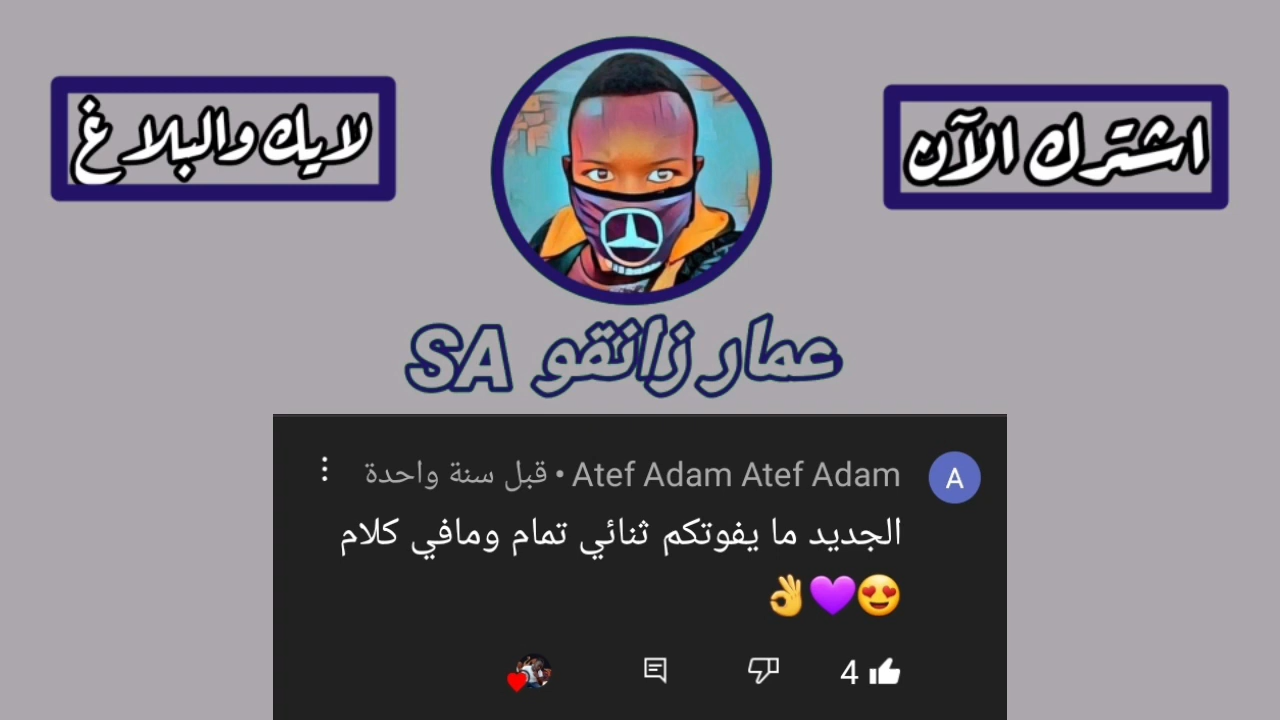 اشترك الآن
لايك والبلاغ
عمار زانقو SA
Atef Adam Atef Adam • قبل سنة واحدة
A
الجديد ما يفوتكم ثنائي تمام ومافي كلام
😍💜👌
4